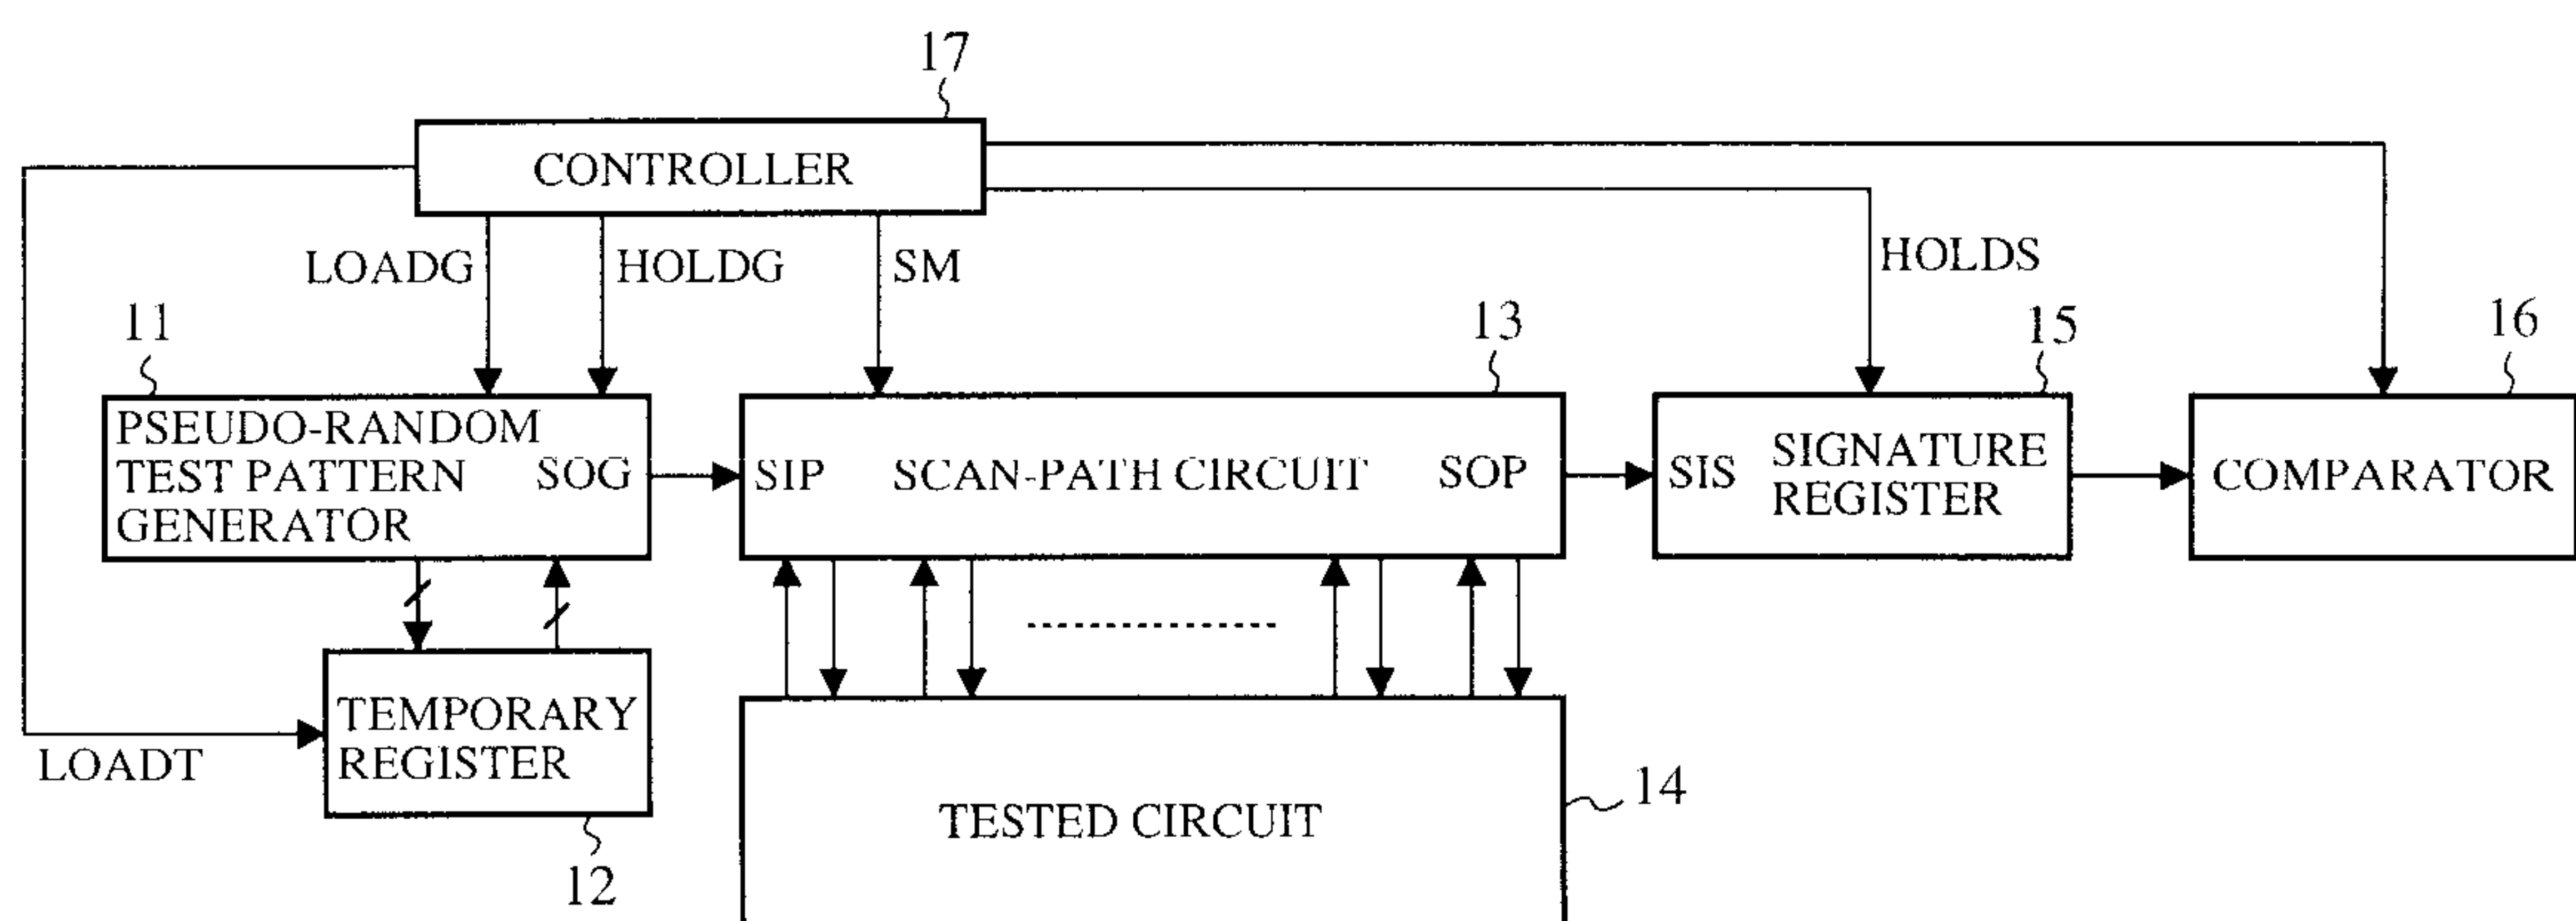 17
CONTROLLER
LOADG
HOLDG
SM
HOLDS
11
13
15
16
PSEUDO-RANDOM
TEST PATTERN
GENERATOR
SOG
SIP
SCAN-PATH CIRCUIT
SOP
SIS
SIGNATURE
REGISTER
COMPARATOR
TEMPORARY
REGISTER
LOADT
12
TESTED CIRCUIT
14